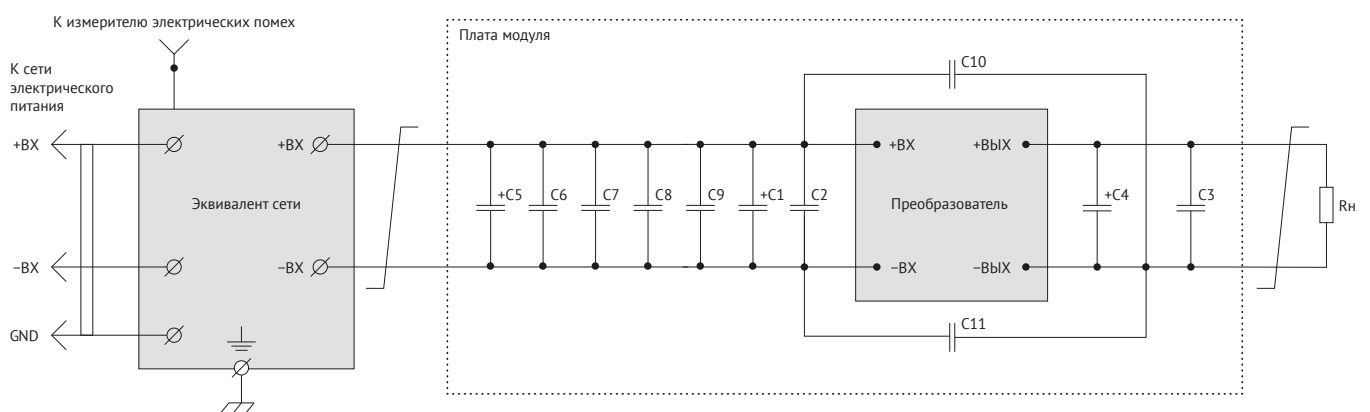 К измерителю электрических помех
К сети
электрического
питания
Плата модуля
C10
+ВХ
+ВХ
+ВХ
+ВЫХ
Эквивалент сети
+C5
C6
C7
C8
C9
+C1
C2
Преобразователь
+C4
C3
Rн
−ВХ
−ВХ
−ВХ
−ВЫХ
GND
C11